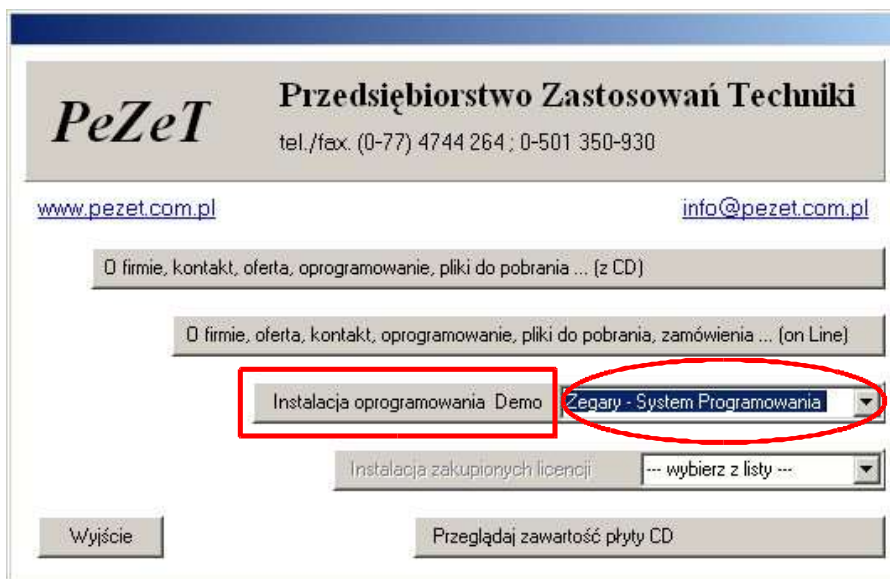 PeZeT
Przedsiębiorstwo Zastosowań Techniki
tel./fax. (0-77) 4744 264 ; 0-501 350-930
www.pezet.com.pl
info@pezet.com.pl
O firmie, kontakt, oferta, oprogramowanie, pliki do pobrania ... (z CD)
O firmie, oferta, kontakt, oprogramowanie, pliki do pobrania, zamówienia ... (on Line)
Instalacja oprogramowania Demo
Zegary - System Programowania
Instalacja zakupionych licencji
--- wybierz z listy ---
Wyjście
Przeglądaj zawartość płyty CD